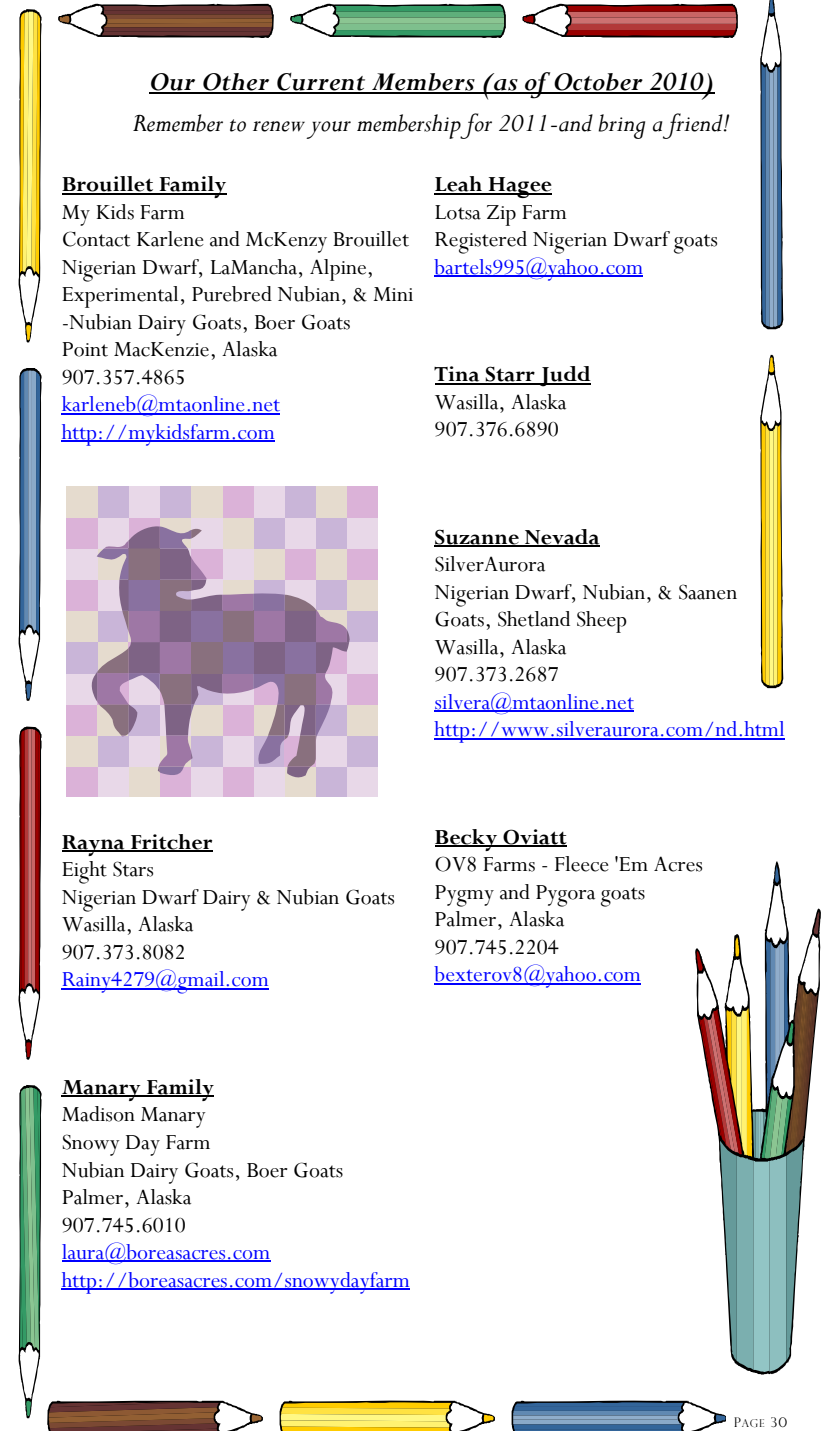 Our Other Current Members (as of October 2010)
Remember to renew your membership for 2011-and bring a friend!
Brouillet Family
My Kids Farm
Contact Karlene and McKenzy Brouillet
Nigerian Dwarf, LaMancha, Alpine,
Experimental, Purebred Nubian, & Mini
-Nubian Dairy Goats, Boer Goats
Point MacKenzie, Alaska
907.357.4865
karleneb@mtaonline.net
http://mykidsfarm.com
Rayna Fritcher
Eight Stars
Nigerian Dwarf Dairy & Nubian Goats
Wasilla, Alaska
907.373.8082
Rainy4279@gmail.com
Manary Family
Madison Manary
Snowy Day Farm
Nubian Dairy Goats, Boer Goats
Palmer, Alaska
907.745.6010
laura@boreasacres.com
http://boreasacres.com/snowydayfarm
Leah Hagee
Lotsa Zip Farm
Registered Nigerian Dwarf goats
bartels995@yahoo.com
Tina Starr Judd
Wasilla, Alaska
907.376.6890
Suzanne Nevada
SilverAurora
Nigerian Dwarf, Nubian, & Saanen
Goats, Shetland Sheep
Wasilla, Alaska
907.373.2687
silvera@mtaonline.net
http://www.silveraurora.com/nd.html
Becky Oviatt
OV8 Farms - Fleece 'Em Acres
Pygmy and Pygora goats
Palmer, Alaska
907.745.2204
bexterov8@yahoo.com
PAGE 30